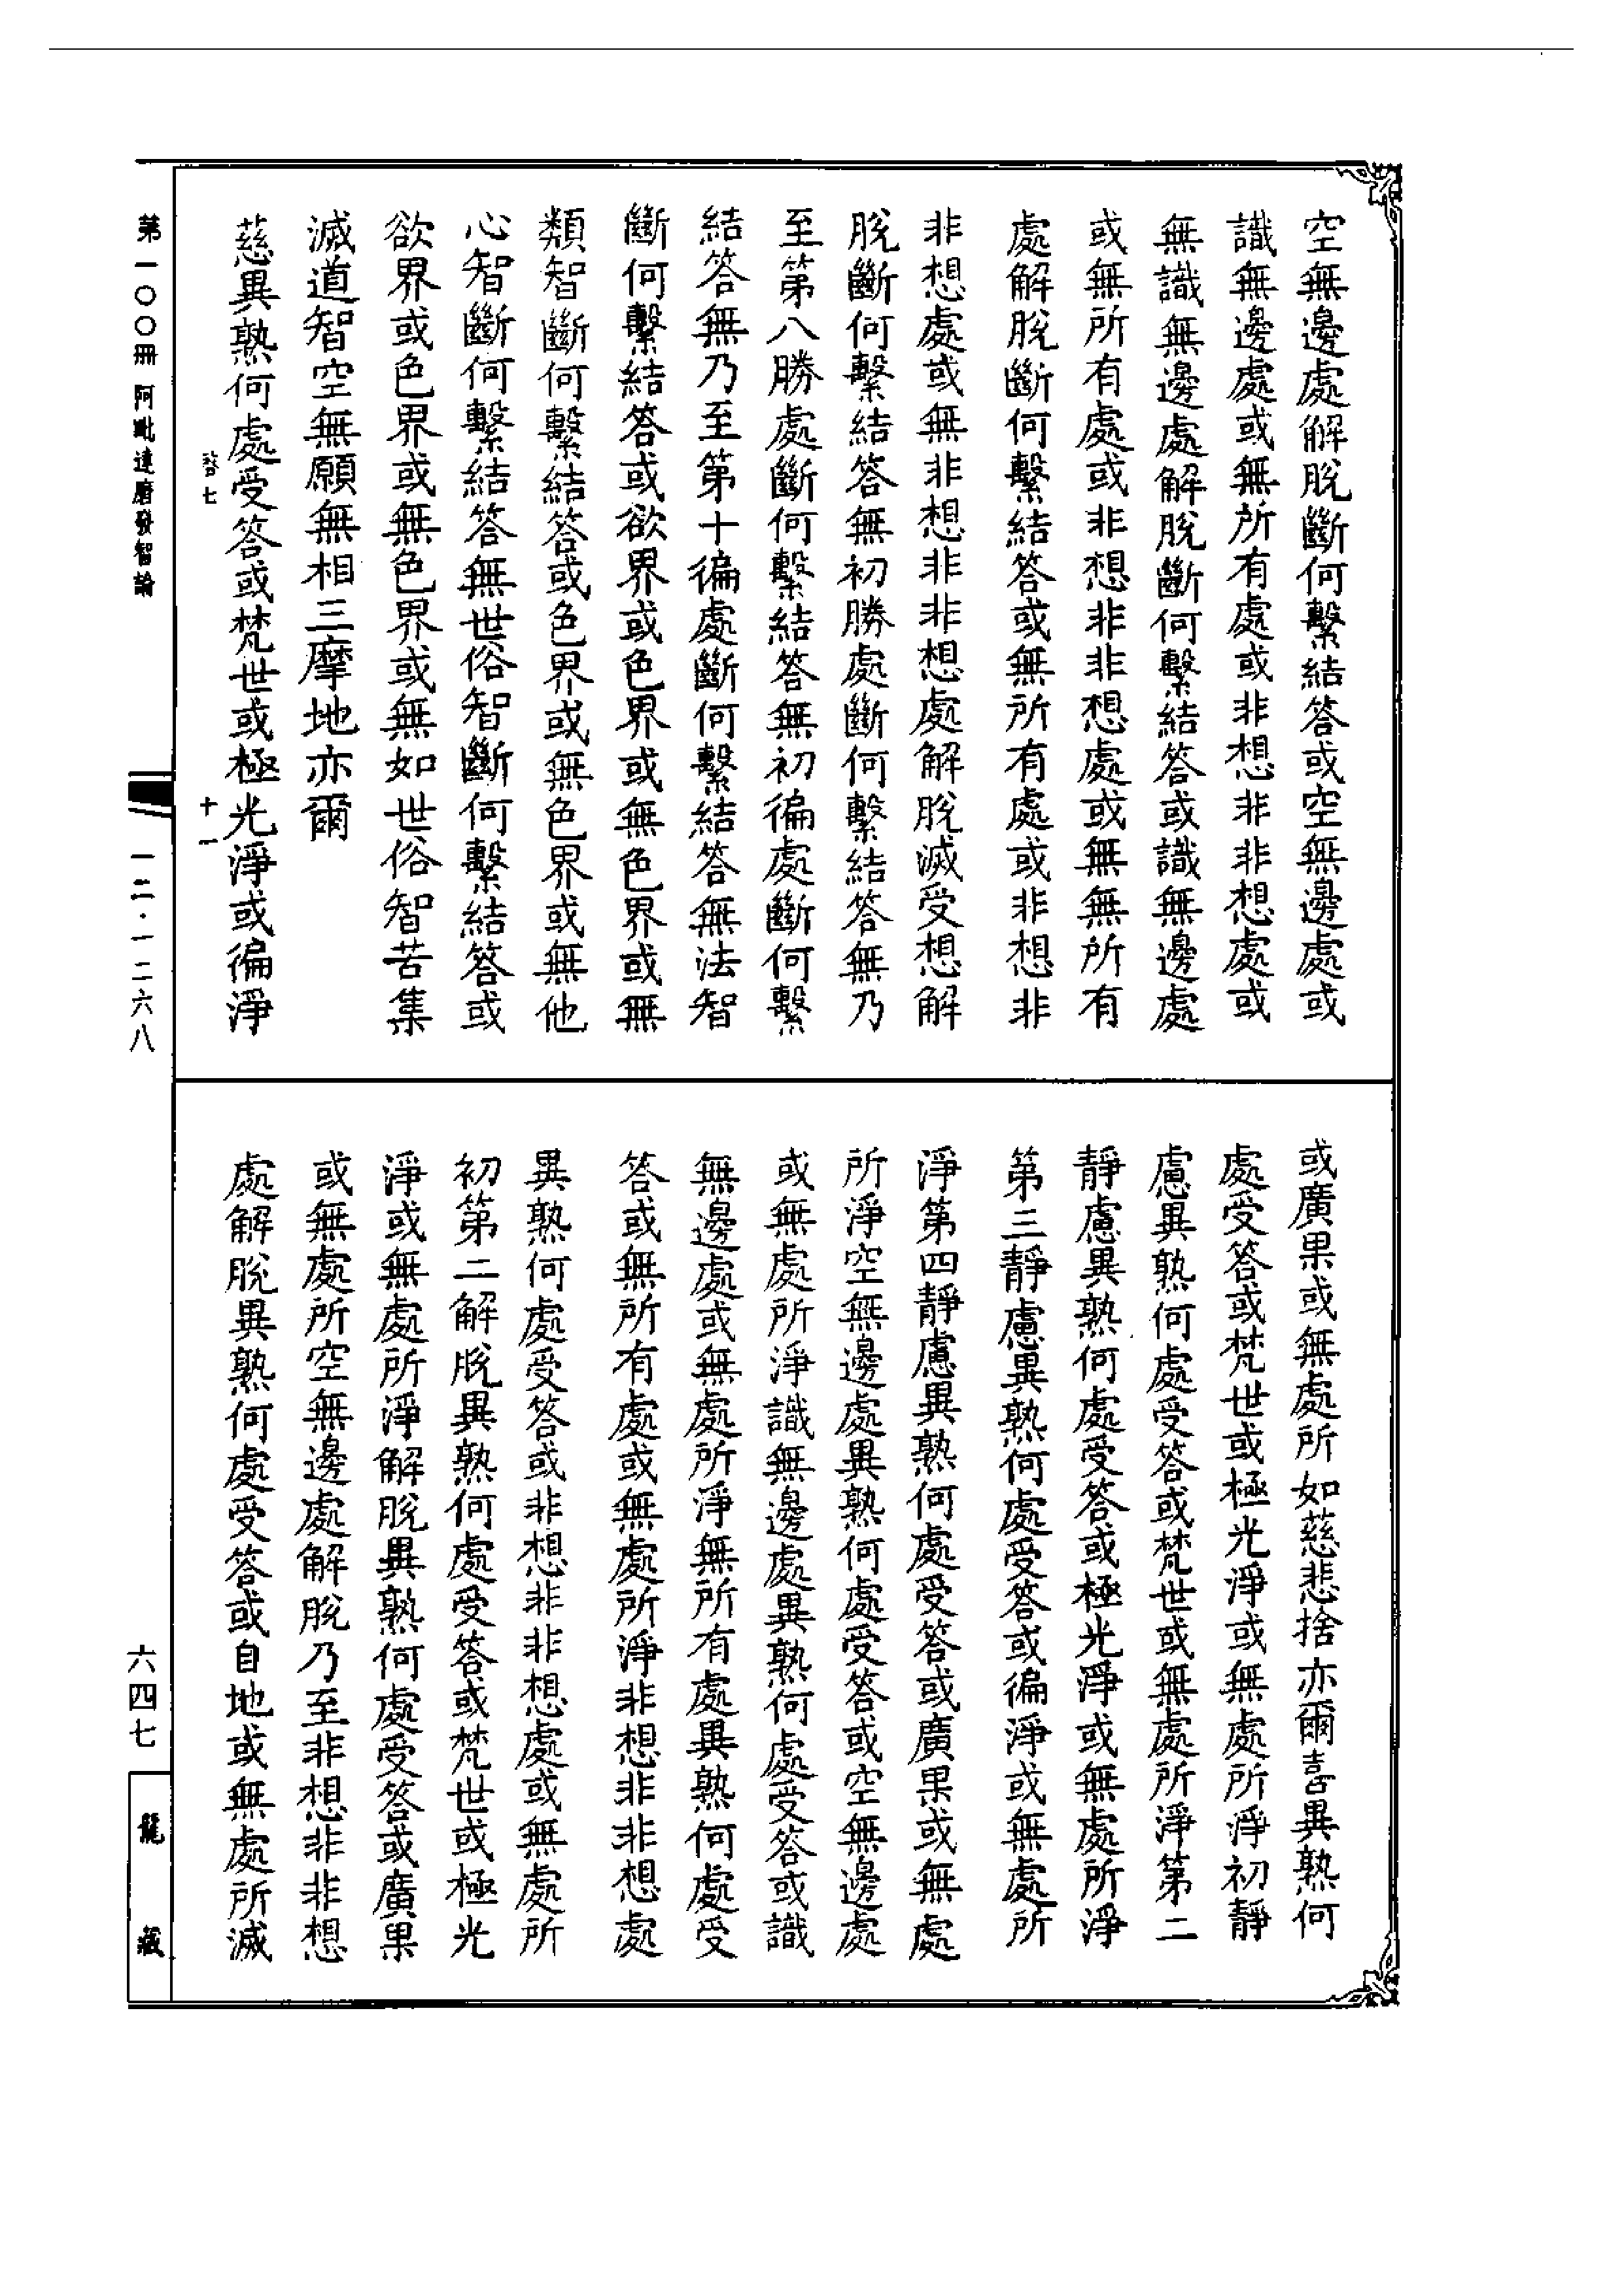 空無邊處解脫斷何繫結答或空無邊處或
識無邊處或無所有處或非想非非想處或
無識無邊處解脫斷何繫結答或識無邊處
或無所有處或非想非非想處或無無所有
處解脫斷何繫結答或無所有處或非想非
非想處或無非想非非想處解脫滅受想解
脫斷何繫結答無初勝處斷何繫結答無乃
至第八勝處斷何繫結答無初徧處斷何繫
結答無乃至第十徧處斷何繫結答無法智
斷何繫結答或欲界或色界或無色界或無
類智斷何繫結答或色界或無色界或無他
心智斷何繫結答無世俗智斷何繫結答或
欲界或色界或無色界或無如世俗智苦集
滅道智空無願無相三摩地亦爾
慈異熟何處受答或梵世或極光淨或徧淨
或廣果或無處所如慈悲捨亦爾喜異熟何
處受答或梵世或極光淨或無處所淨初靜
慮異熟何處受答或梵世或無處所淨第二
靜慮異熟何處受答或極光淨或無處所淨
第三靜慮異熟何處受答或徧淨或無處所
淨第四靜慮異熟何處受答或廣果或無處
所淨空無邊處異熟何處受答或空無邊處
或無處所淨識無邊處異熟何處受答或識
無邊處或無處所淨無所有處異熟何處受
答或無所有處或無處所淨非想非非想處
異熟何處受答或非想非非想處或無處所
初第二解脫異熟何處受答或梵世或極光
淨或無處所淨解脫異熟何處受答或廣果
或無處所空無邊處解脫乃至非想非非想
處解脫異熟何處受答或自地或無處所滅
啓七 十一
第一〇〇冊 阿毗達磨發智論
一二·一二六八
六四七
龍藏